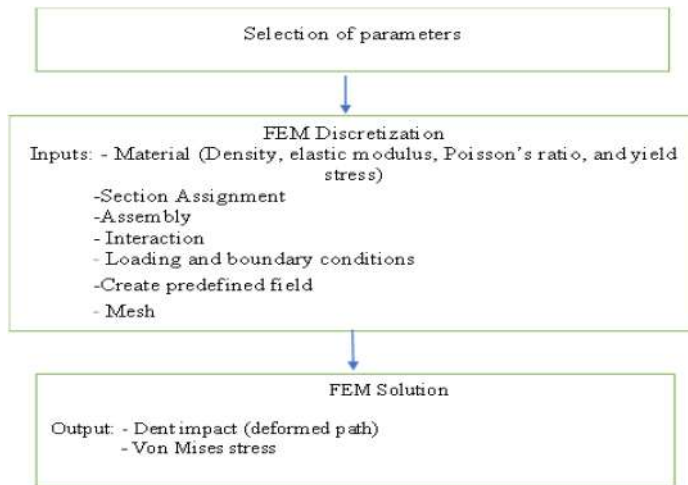 Selection of parameters
FEM Discretization
Inputs: - Material (Density, elastic modulus, Poisson's ratio, and yield
stress)
-Section Assignment
-Assembly
- Interaction
- Loading and boundary conditions
-Create predefined field
- Mesh
FEM Solution
Output: - Dent impact (deformed path)
- Von Mises stress